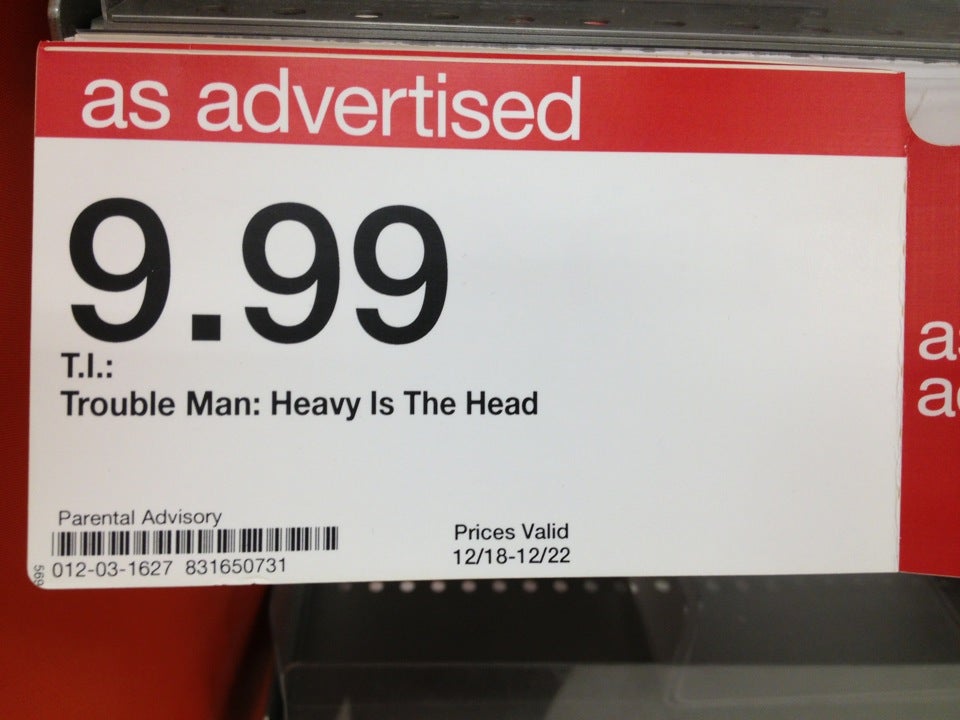 as advertised
9.99
T.I.:
Trouble Man: Heavy Is The Head
Parental Advisory
012-03-1627 831650731
Prices Valid
12/18-12/22
569